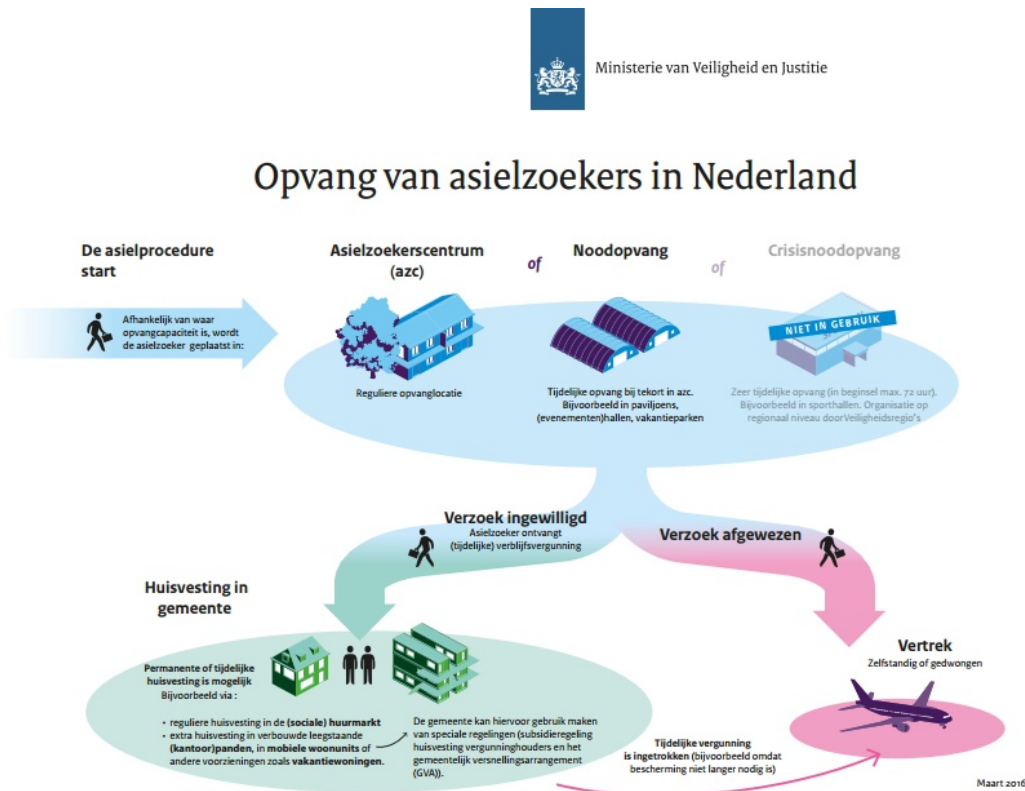 Ministerie van Veiligheid en Justitie
Opvang van asielzoekers in Nederland
De asielprocedure
start
Afhankelijk van waar
opvangcapaciteit is, wordt
de asielzoeker geplaatst in:
Asielzoekerscentrum
(azc)
Reguliere opvanglocatie
of
Noodopvang
Tijdelijke opvang bij tekort in azc.
Bijvoorbeeld in paviljoens,
(evenementen)hallen, vakantieparken
of
Crisisnoodopvang
NIET IN GEBRUIK
Zeer tijdelijke opvang (in beginsel max. 72 uur).
Bijvoorbeeld in sporthallen. Organisatie op
regionaal niveau doorVeiligheidsregio's
Verzoek ingewilligd
Asielzoeker ontvangt
(tijdelijke) verblijfsvergunning
Verzoek afgewezen
Huisvesting in
gemeente
Permanente of tijdelijke
huisvesting is mogelijk
Bijvoorbeeld via :
• reguliere huisvesting in de (sociale) huurmarkt
• extra huisvesting in verbouwde leegstaande
(kantoor)panden, in mobiele woonunits of
andere voorzieningen zoals vakantiewoningen.
De gemeente kan hiervoor gebruik maken
van speciale regelingen (subsidieregeling
huisvesting vergunninghouders en het
gemeentelijk versnellingsarrangement
(GVA)).
Vertrek
Zelfstandig of gedwongen
Tijdelijke vergunning
is ingetrokken (bijvoorbeeld omdat
bescherming niet langer nodig is)
Maart 2016